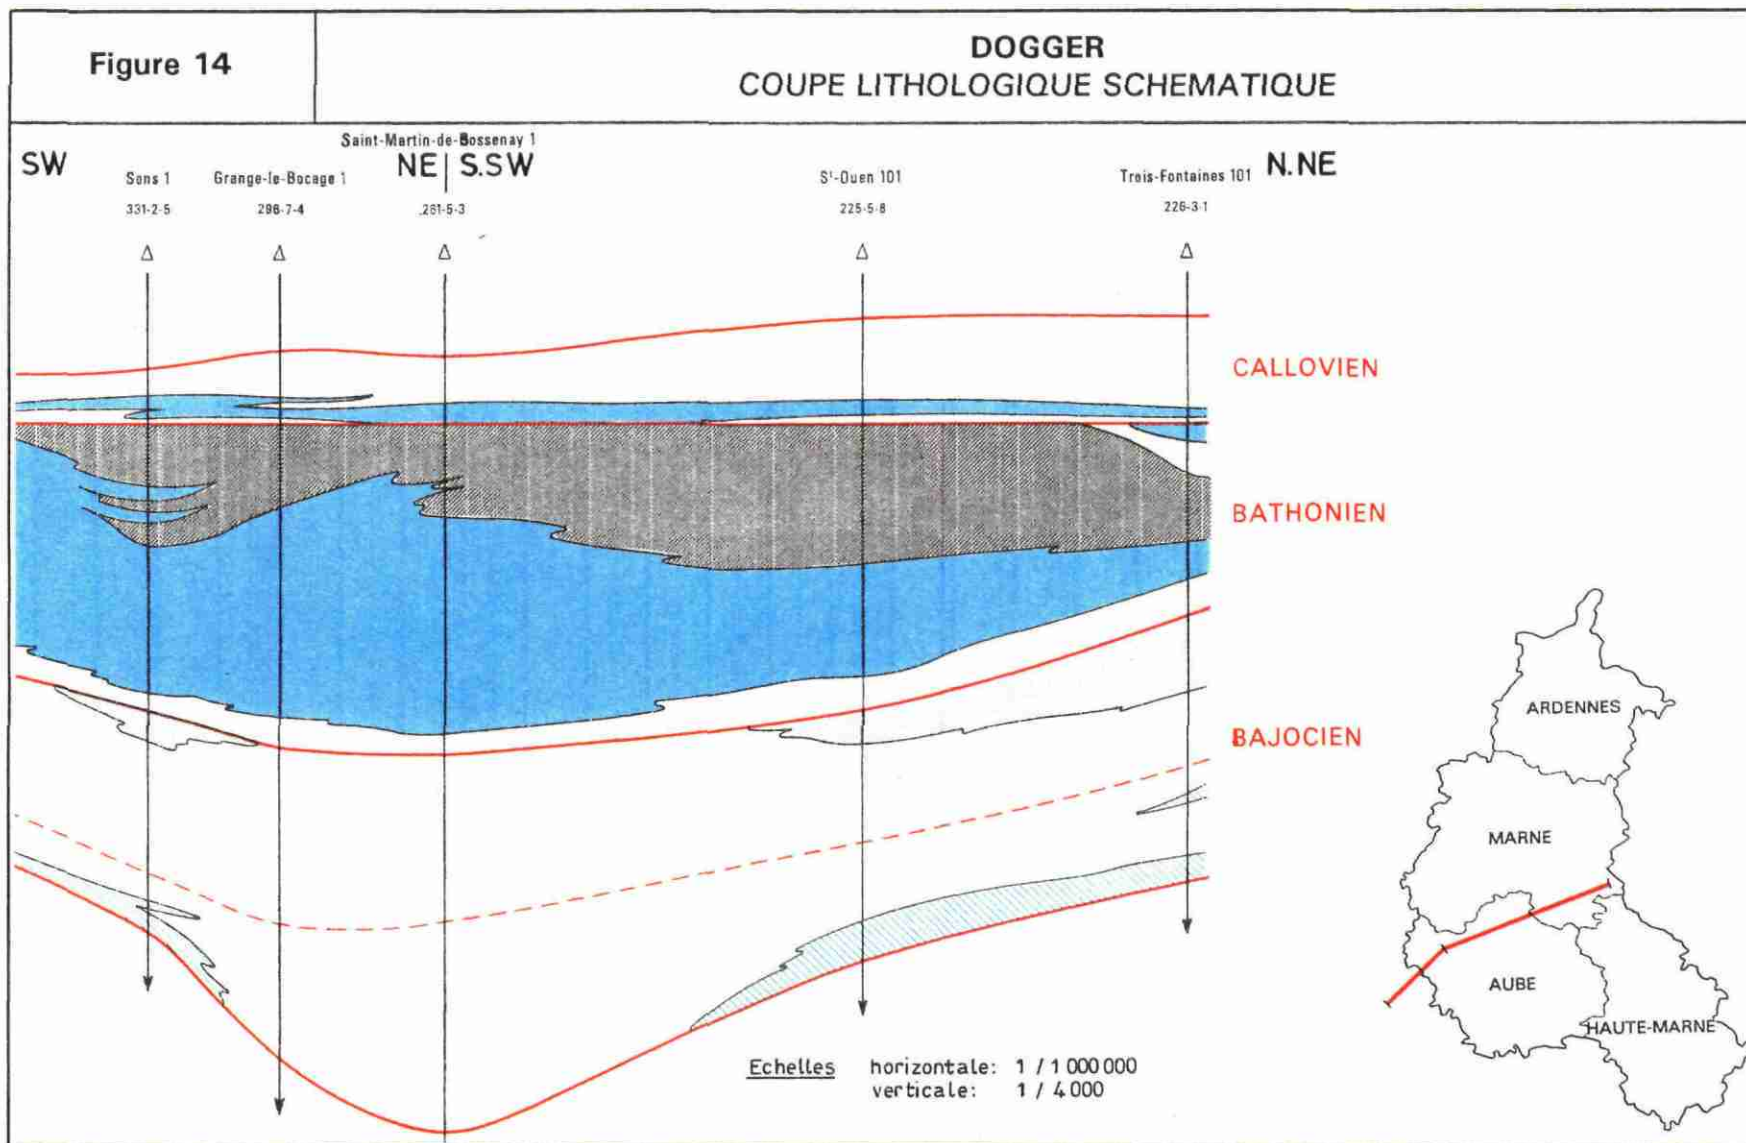 Figure 14
DOGGER
COUPE LITHOLOGIQUE SCHEMATIQUE
Saint-Martin-de-Bossenay 1
SW
NE
S.SW
N.NE
Sens 1
Grange-le-Bocage 1
Sᵗ-Ouen 101
Trois-Fontaines 101
331-2-5
296-7-4
261-5-3
225-5-8
226-3-1
CALLOVIEN
BATHONIEN
BAJOCIEN
Echelles
horizontale: 1 / 1 000 000
verticale: 1 / 4 000
ARDENNES
MARNE
AUBE
HAUTE-MARNE